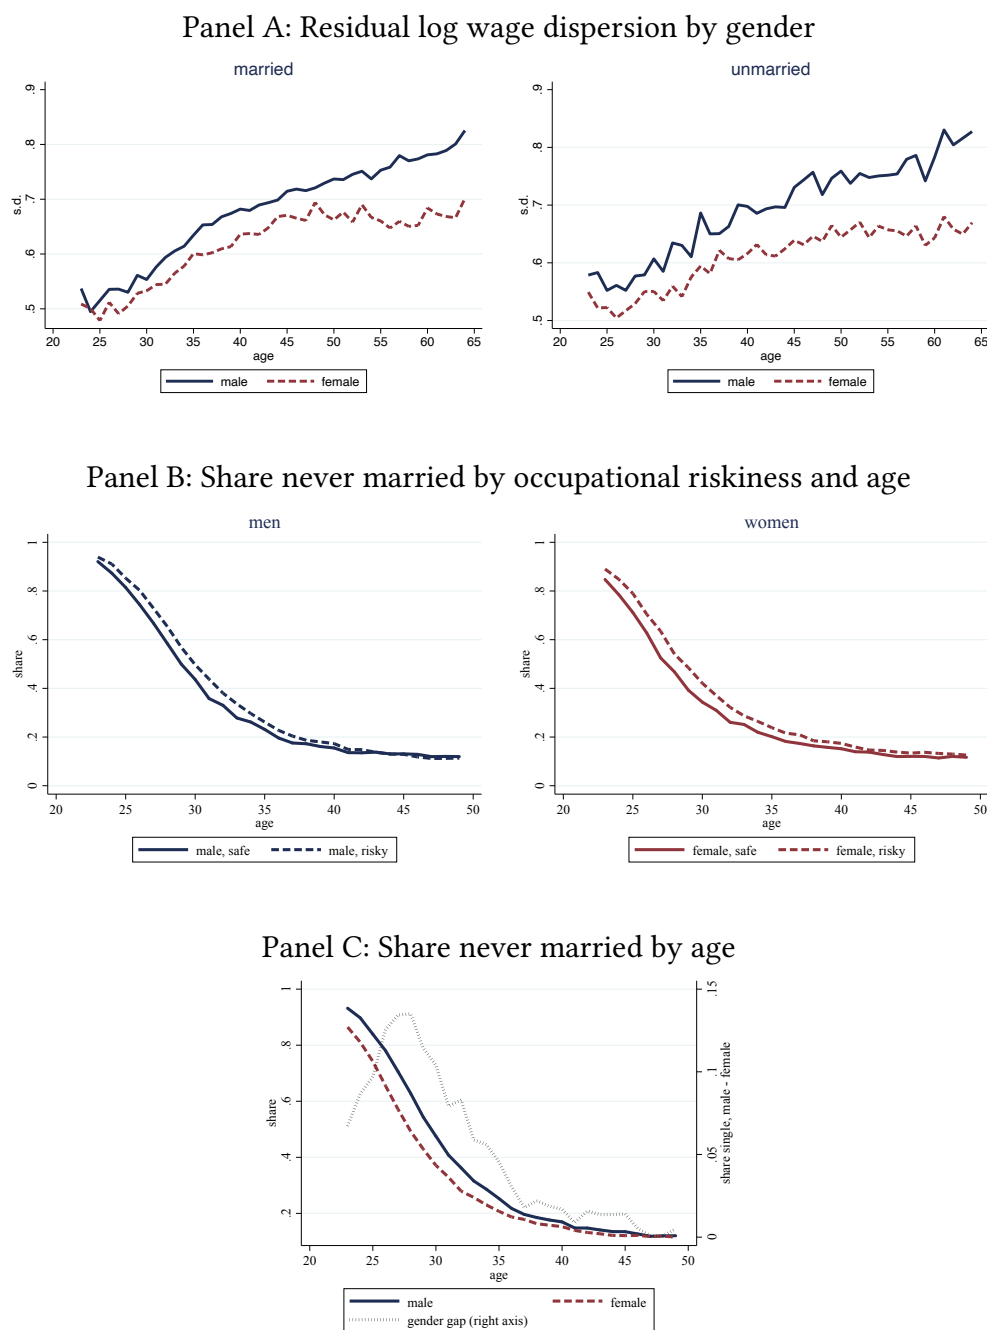 Panel A: Residual log wage dispersion by gender
married
unmarried
.9
.8
.7
.6
.5
s.d.
20 25 30 35 40 45 50 55 60 65
age
male female
.9
.8
.7
.6
.5
s.d.
20 25 30 35 40 45 50 55 60 65
age
male female
Panel B: Share never married by occupational riskiness and age
men
women
1
.8
.6
.4
.2
0
share
20 25 30 35 40 45 50
age
male, safe male, risky
1
.8
.6
.4
.2
0
share
20 25 30 35 40 45 50
age
female, safe female, risky
Panel C: Share never married by age
1
.8
.6
.4
.2
share
.15
.1
.05
0
share single, male - female
20 25 30 35 40 45 50
age
male female
gender gap (right axis)